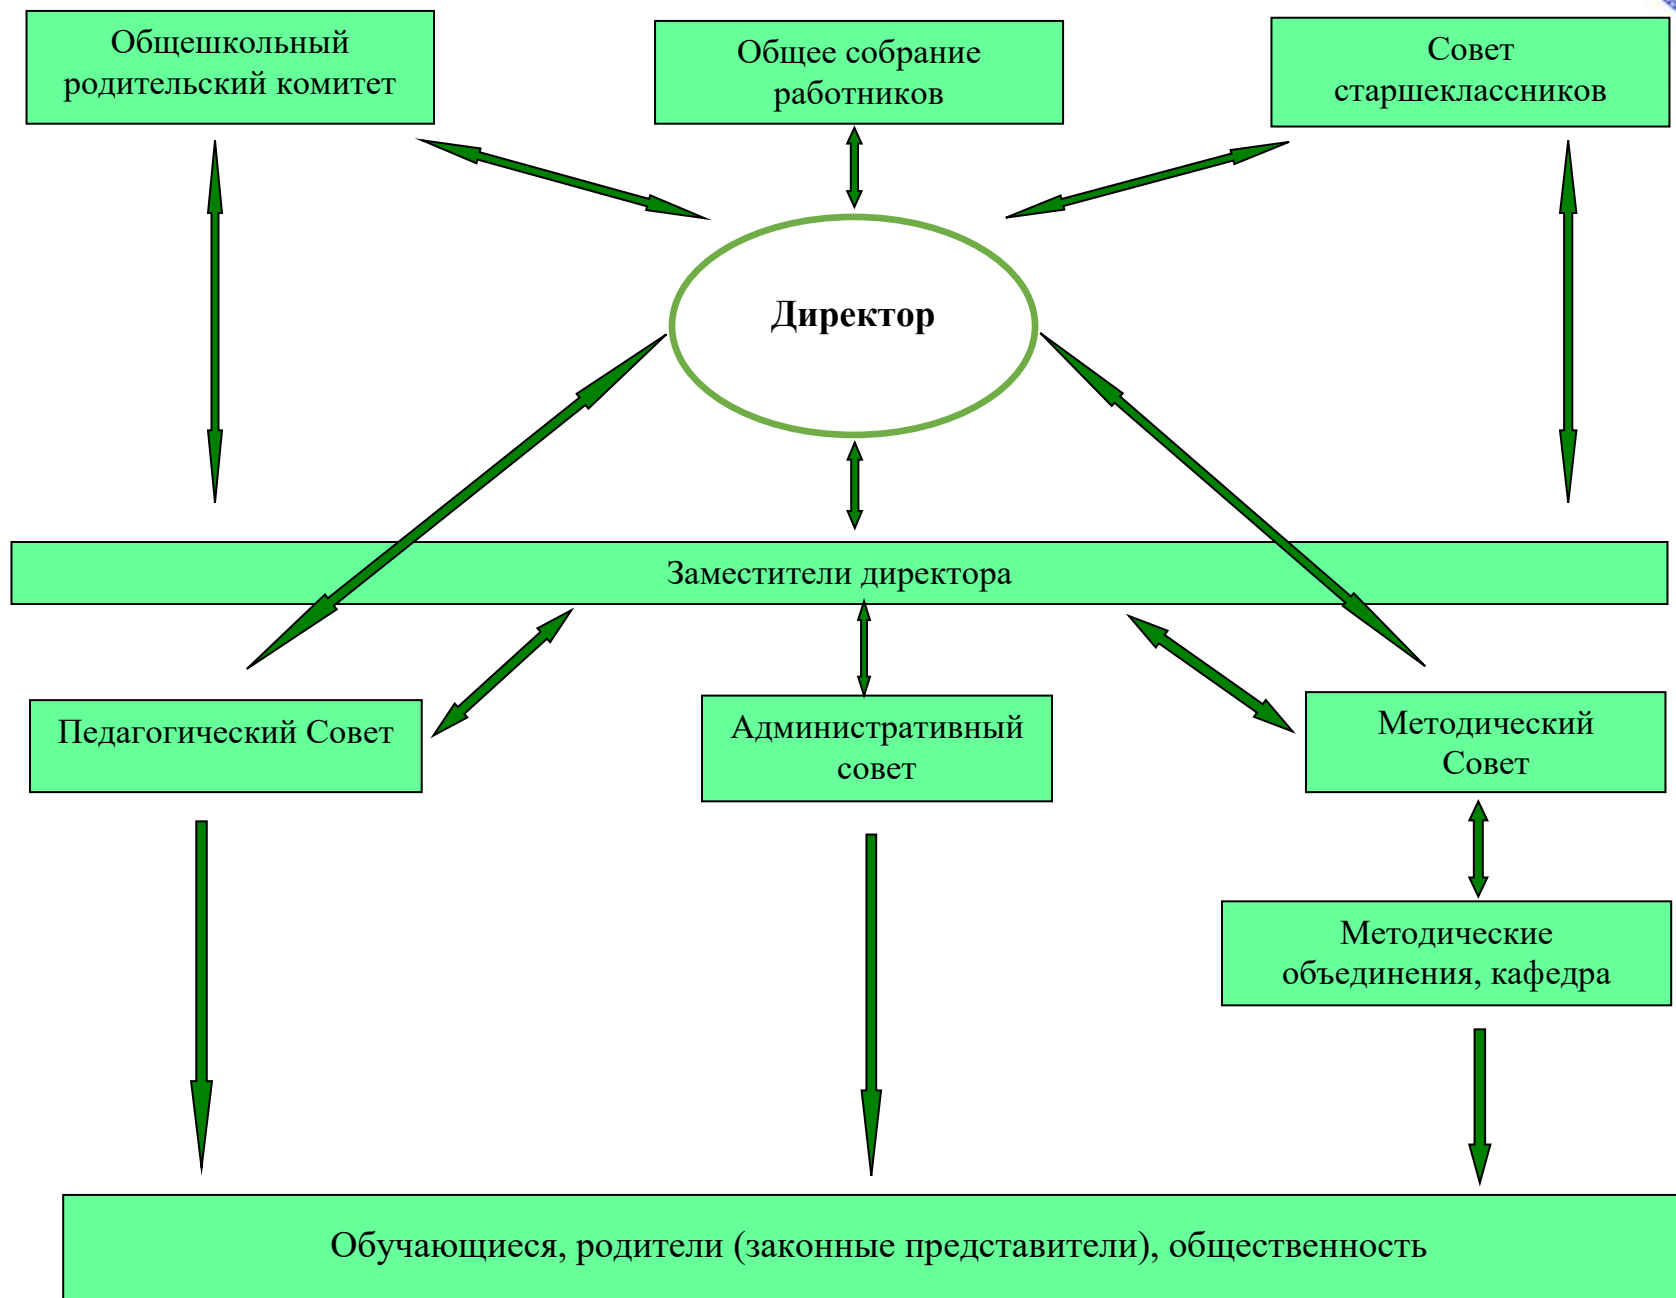 Общешкольный
родительский комитет
Общее собрание
работников
Совет
старшеклассников
Директор
Заместители директора
Педагогический Совет
Административный
совет
Методический
Совет
Методические
объединения, кафедра
Обучающиеся, родители (законные представители), общественность